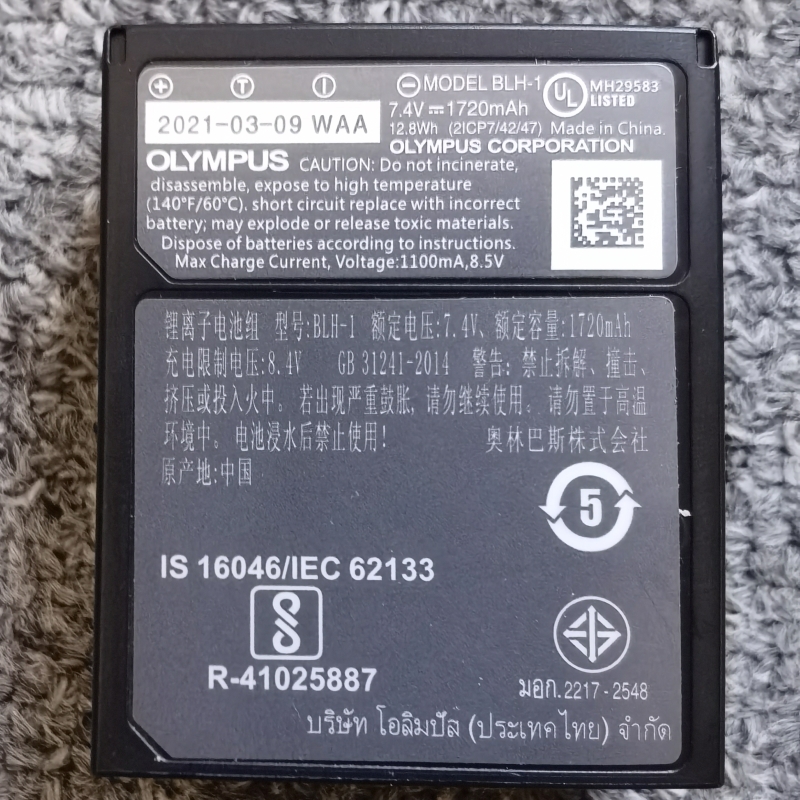 + T I − MODEL BLH-1
UL MH29583
LISTED
7.4V ⎓ 1720mAh
2021-03-09 WAA
12.8Wh (2ICP7/42/47) Made in China.
OLYMPUS CORPORATION
OLYMPUS CAUTION: Do not incinerate,
disassemble, expose to high temperature
(140°F/60°C). short circuit replace with incorrect
battery; may explode or release toxic materials.
Dispose of batteries according to instructions.
Max Charge Current, Voltage:1100mA,8.5V
锂离子电池组 型号:BLH-1 额定电压:7.4V、额定容量:1720mAh
充电限制电压:8.4V GB 31241-2014 警告: 禁止拆解、撞击、
挤压或投入火中。若出现严重鼓胀, 请勿继续使用。请勿置于高温
环境中。电池浸水后禁止使用! 奥林巴斯株式会社
原产地:中国
5
IS 16046/IEC 62133
R-41025887
มอก.2217 - 2548
บริษัท โอลิมปัส (ประเทศไทย) จำกัด